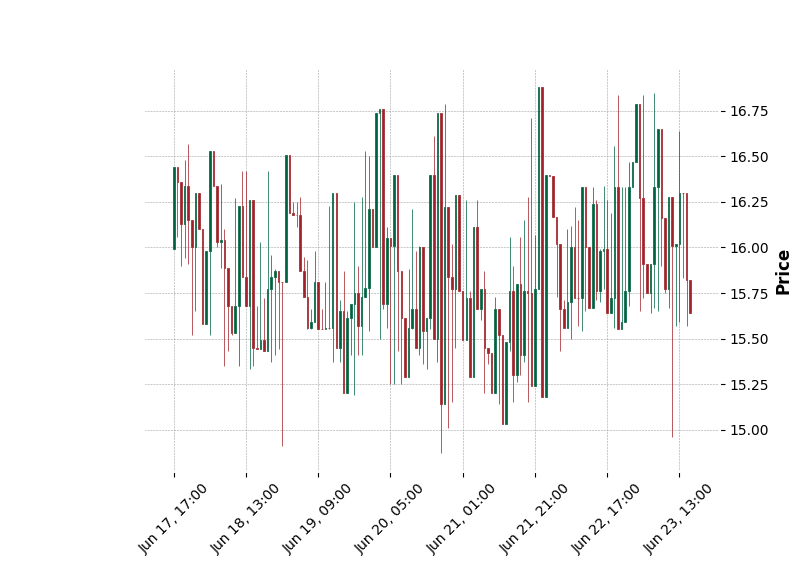 16.75
16.50
16.25
16.00
15.75
15.50
15.25
15.00
Price
Jun 17, 17:00
Jun 18, 13:00
Jun 19, 09:00
Jun 20, 05:00
Jun 21, 01:00
Jun 21, 21:00
Jun 22, 17:00
Jun 23, 13:00